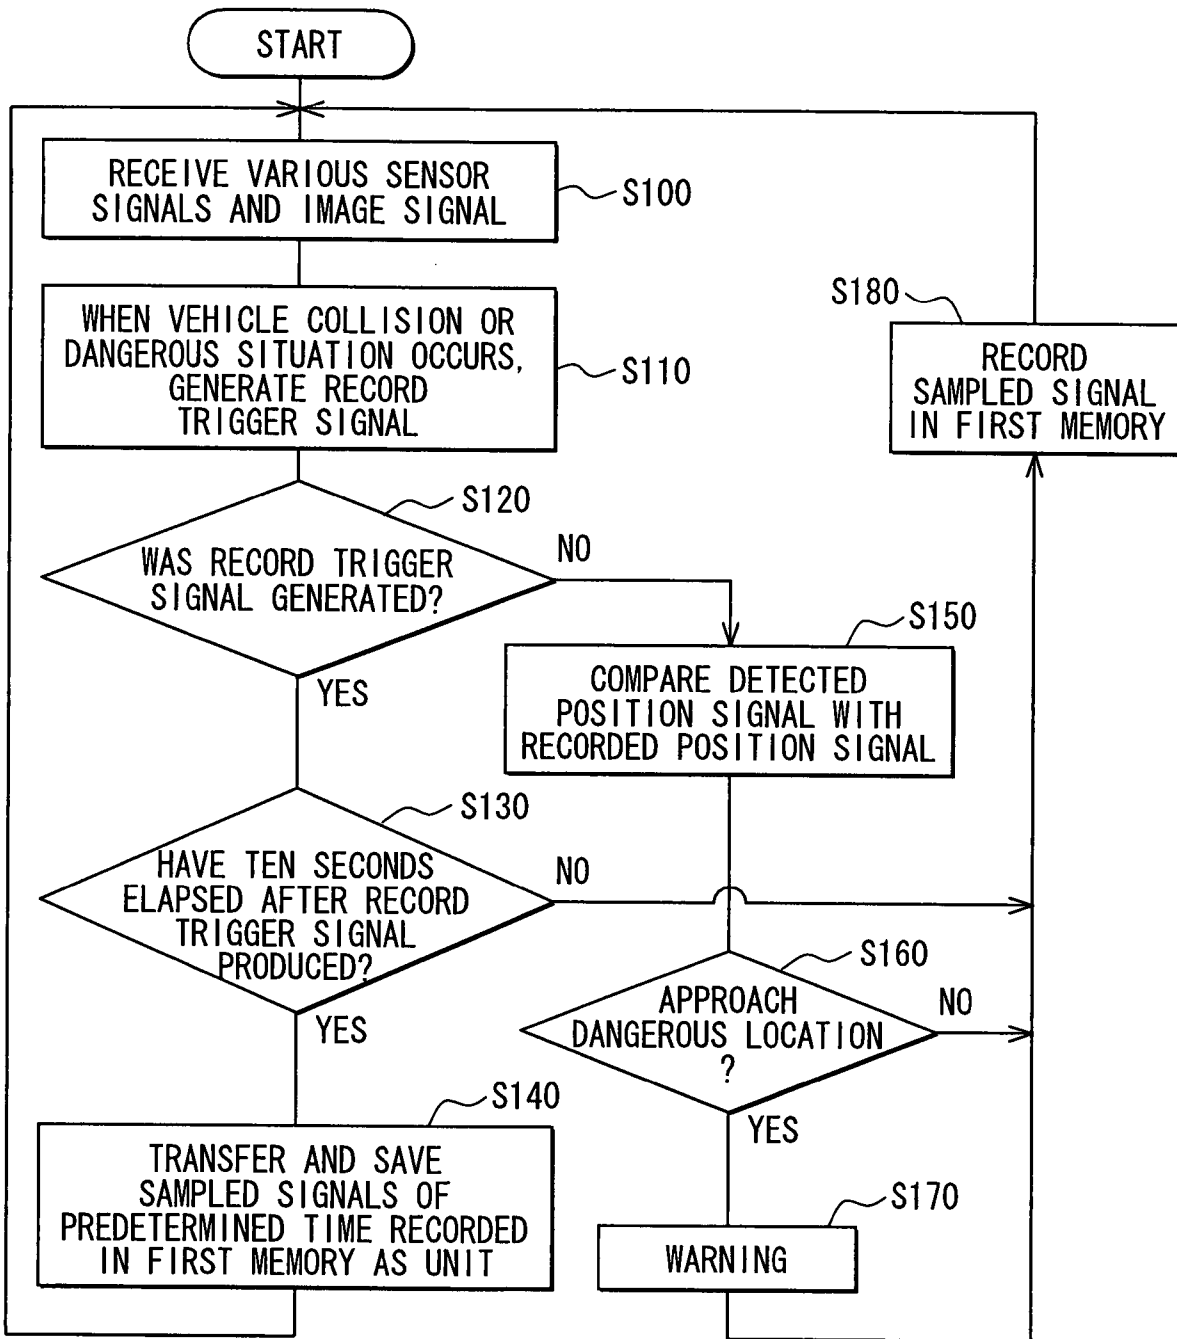 START
RECEIVE VARIOUS SENSOR
SIGNALS AND IMAGE SIGNAL
S100
WHEN VEHICLE COLLISION OR
DANGEROUS SITUATION OCCURS,
GENERATE RECORD
TRIGGER SIGNAL
S110
S180
RECORD
SAMPLED SIGNAL
IN FIRST MEMORY
S120
WAS RECORD TRIGGER
SIGNAL GENERATED?
NO
YES
S150
COMPARE DETECTED
POSITION SIGNAL WITH
RECORDED POSITION SIGNAL
S130
HAVE TEN SECONDS
ELAPSED AFTER RECORD
TRIGGER SIGNAL
PRODUCED?
NO
YES
S160
APPROACH
DANGEROUS LOCATION
?
NO
YES
S140
TRANSFER AND SAVE
SAMPLED SIGNALS OF
PREDETERMINED TIME RECORDED
IN FIRST MEMORY AS UNIT
S170
WARNING